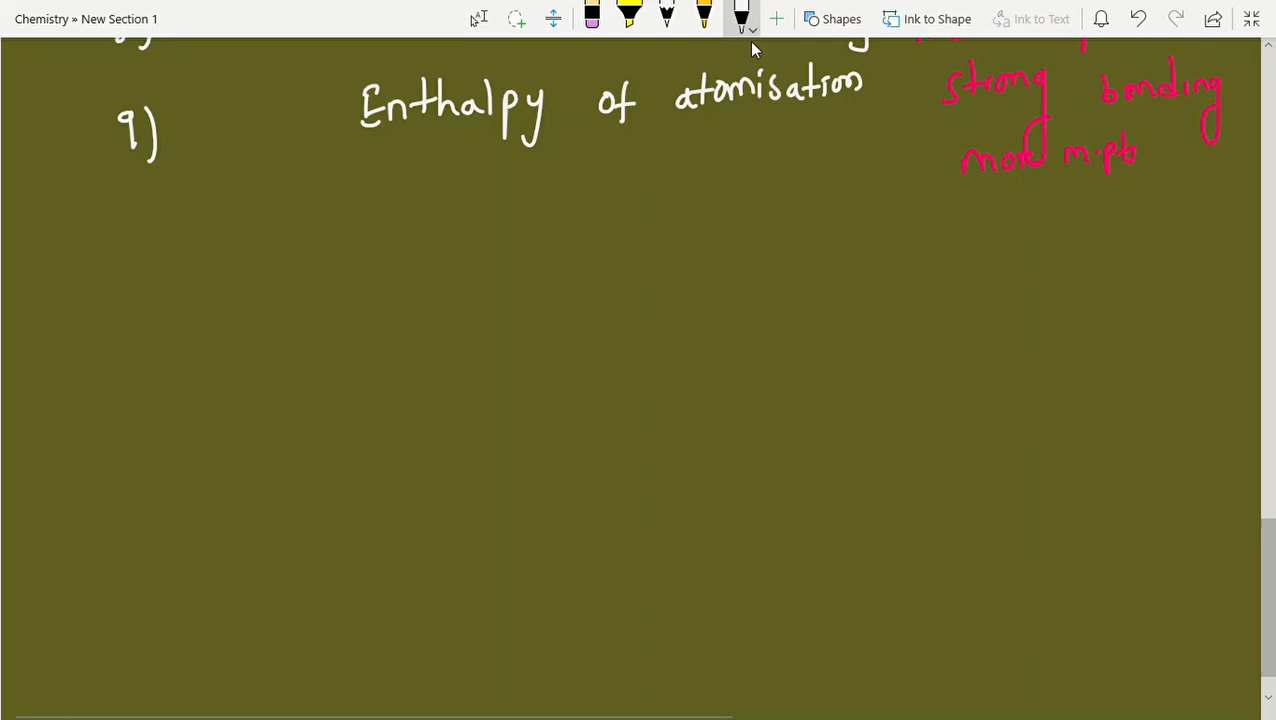 Chemistry » New Section 1
Shapes
Ink to Shape
Ink to Text
Enthalpy of atomisation
strong bonding
9)
more m.pt